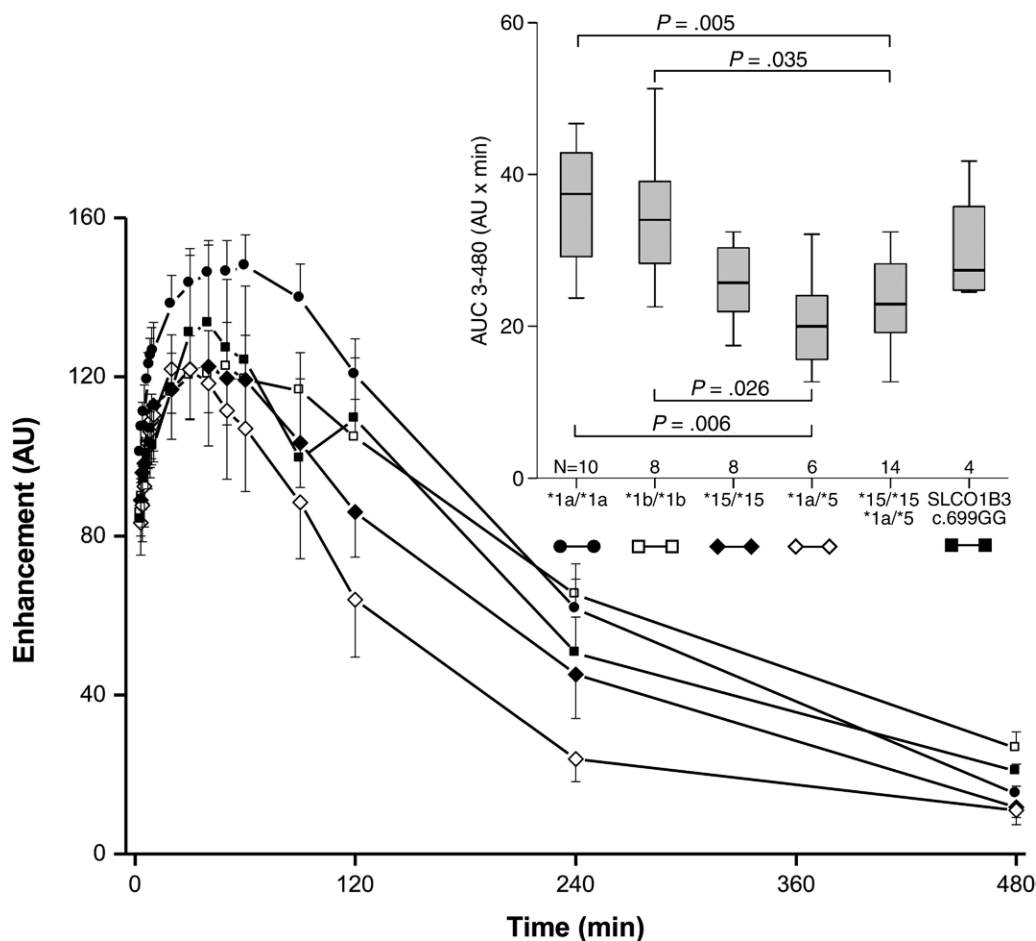 60
P = .005
P = .035
AUC 3-480 (AU x min)
40
20
P = .026
P = .006
0
N=10 8 8 6 14 4
*1a/*1a *1b/*1b *15/*15 *1a/*5 *15/*15 SLCO1B3
*1a/*5 c.699GG
160
120
80
40
0
Enhancement (AU)
0 120 240 360 480
Time (min)